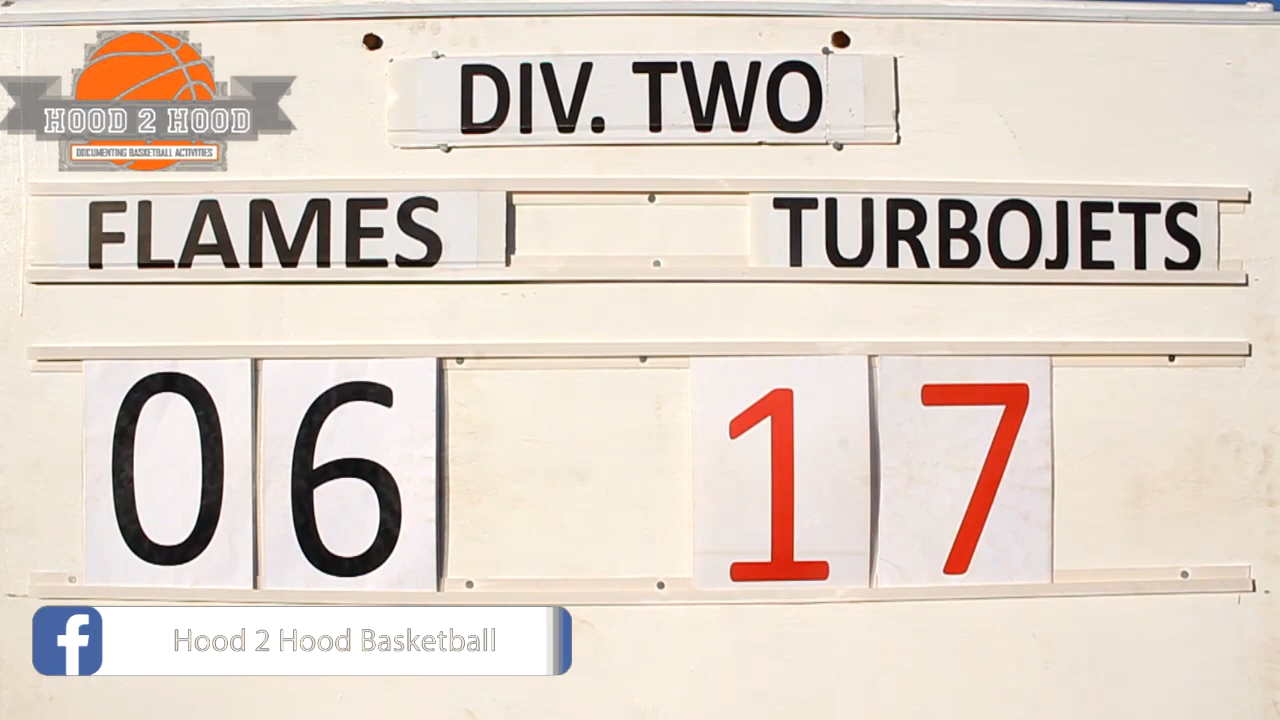 HOOD 2 HOOD
DOCUMENTING BASKETBALL ACTIVITIES
DIV. TWO
FLAMES TURBOJETS
06 17
f Hood 2 Hood Basketball